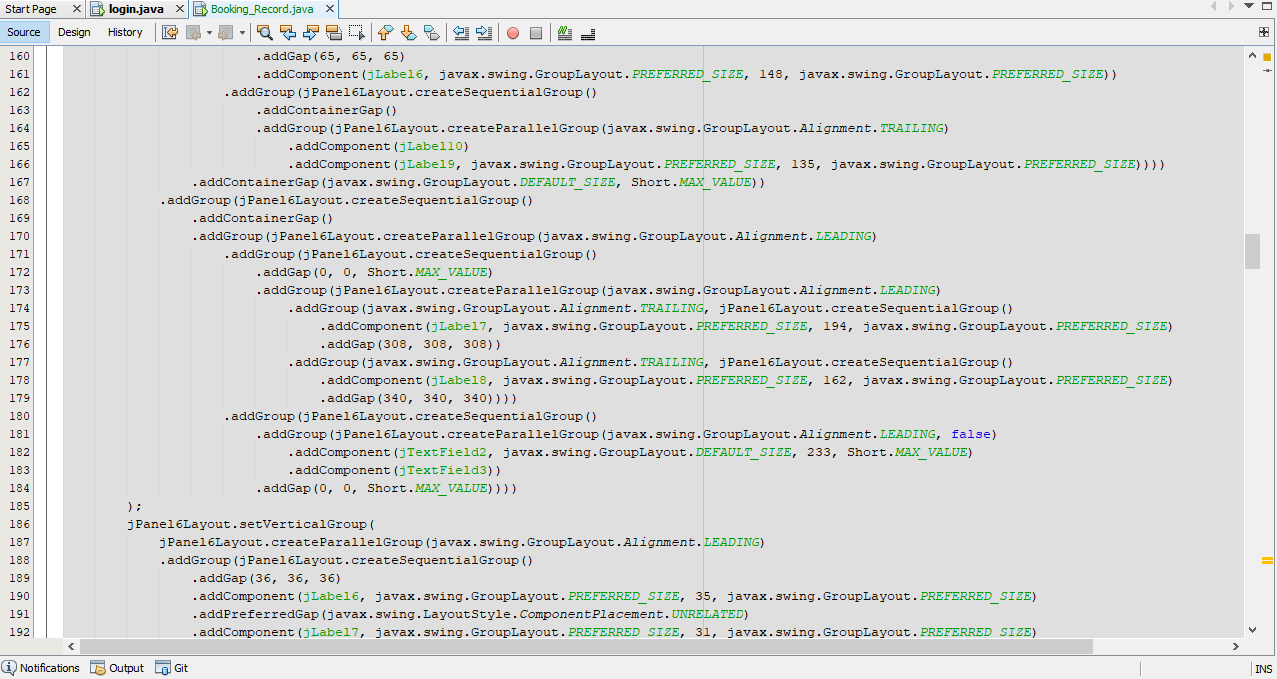 Start Page login.java Booking_Record.java
Source Design History
160 .addGap(65, 65, 65)
161 .addComponent(jLabel6, javax.swing.GroupLayout.PREFERRED_SIZE, 148, javax.swing.GroupLayout.PREFERRED_SIZE))
162 .addGroup(jPanel6Layout.createSequentialGroup()
163 .addContainerGap()
164 .addGroup(jPanel6Layout.createParallelGroup(javax.swing.GroupLayout.Alignment.TRAILING)
165 .addComponent(jLabel10)
166 .addComponent(jLabel9, javax.swing.GroupLayout.PREFERRED_SIZE, 135, javax.swing.GroupLayout.PREFERRED_SIZE))))
167 .addContainerGap(javax.swing.GroupLayout.DEFAULT_SIZE, Short.MAX_VALUE))
168 .addGroup(jPanel6Layout.createSequentialGroup()
169 .addContainerGap()
170 .addGroup(jPanel6Layout.createParallelGroup(javax.swing.GroupLayout.Alignment.LEADING)
171 .addGroup(jPanel6Layout.createSequentialGroup()
172 .addGap(0, 0, Short.MAX_VALUE)
173 .addGroup(jPanel6Layout.createParallelGroup(javax.swing.GroupLayout.Alignment.LEADING)
174 .addGroup(javax.swing.GroupLayout.Alignment.TRAILING, jPanel6Layout.createSequentialGroup()
175 .addComponent(jLabel7, javax.swing.GroupLayout.PREFERRED_SIZE, 194, javax.swing.GroupLayout.PREFERRED_SIZE)
176 .addGap(308, 308, 308))
177 .addGroup(javax.swing.GroupLayout.Alignment.TRAILING, jPanel6Layout.createSequentialGroup()
178 .addComponent(jLabel8, javax.swing.GroupLayout.PREFERRED_SIZE, 162, javax.swing.GroupLayout.PREFERRED_SIZE)
179 .addGap(340, 340, 340))))
180 .addGroup(jPanel6Layout.createSequentialGroup()
181 .addGroup(jPanel6Layout.createParallelGroup(javax.swing.GroupLayout.Alignment.LEADING, false)
182 .addComponent(jTextField2, javax.swing.GroupLayout.DEFAULT_SIZE, 233, Short.MAX_VALUE)
183 .addComponent(jTextField3))
184 .addGap(0, 0, Short.MAX_VALUE))))
185 );
186 jPanel6Layout.setVerticalGroup(
187 jPanel6Layout.createParallelGroup(javax.swing.GroupLayout.Alignment.LEADING)
188 .addGroup(jPanel6Layout.createSequentialGroup()
189 .addGap(36, 36, 36)
190 .addComponent(jLabel6, javax.swing.GroupLayout.PREFERRED_SIZE, 35, javax.swing.GroupLayout.PREFERRED_SIZE)
191 .addPreferredGap(javax.swing.LayoutStyle.ComponentPlacement.UNRELATED)
192 .addComponent(jLabel7, javax.swing.GroupLayout.PREFERRED_SIZE, 31, javax.swing.GroupLayout.PREFERRED_SIZE)
Notifications Output Git INS